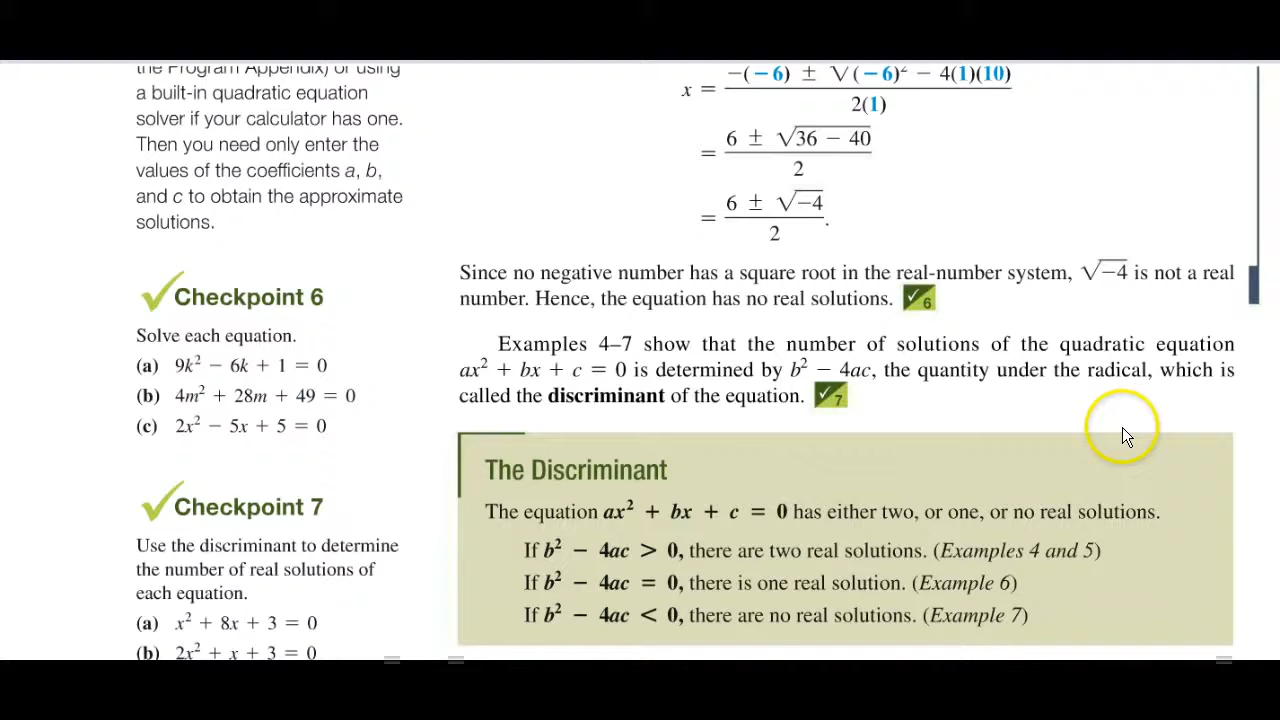 the Program Appendix) or using
a built-in quadratic equation
solver if your calculator has one.
Then you need only enter the
values of the coefficients a, b,
and c to obtain the approximate
solutions.
Checkpoint 6
Solve each equation.
(a) 9k² − 6k + 1 = 0
(b) 4m² + 28m + 49 = 0
(c) 2x² − 5x + 5 = 0
Checkpoint 7
Use the discriminant to determine
the number of real solutions of
each equation.
(a) x² + 8x + 3 = 0
(b) 2x² + x + 3 = 0
x = −(−6) ± √(−6)² − 4(1)(10)
2(1)
= 6 ± √36 − 40
2
= 6 ± √−4
2 .
Since no negative number has a square root in the real-number system, √−4 is not a real
number. Hence, the equation has no real solutions. ✓6
Examples 4–7 show that the number of solutions of the quadratic equation
ax² + bx + c = 0 is determined by b² − 4ac, the quantity under the radical, which is
called the discriminant of the equation. ✓7
The Discriminant
The equation ax² + bx + c = 0 has either two, or one, or no real solutions.
If b² − 4ac > 0, there are two real solutions. (Examples 4 and 5)
If b² − 4ac = 0, there is one real solution. (Example 6)
If b² − 4ac < 0, there are no real solutions. (Example 7)